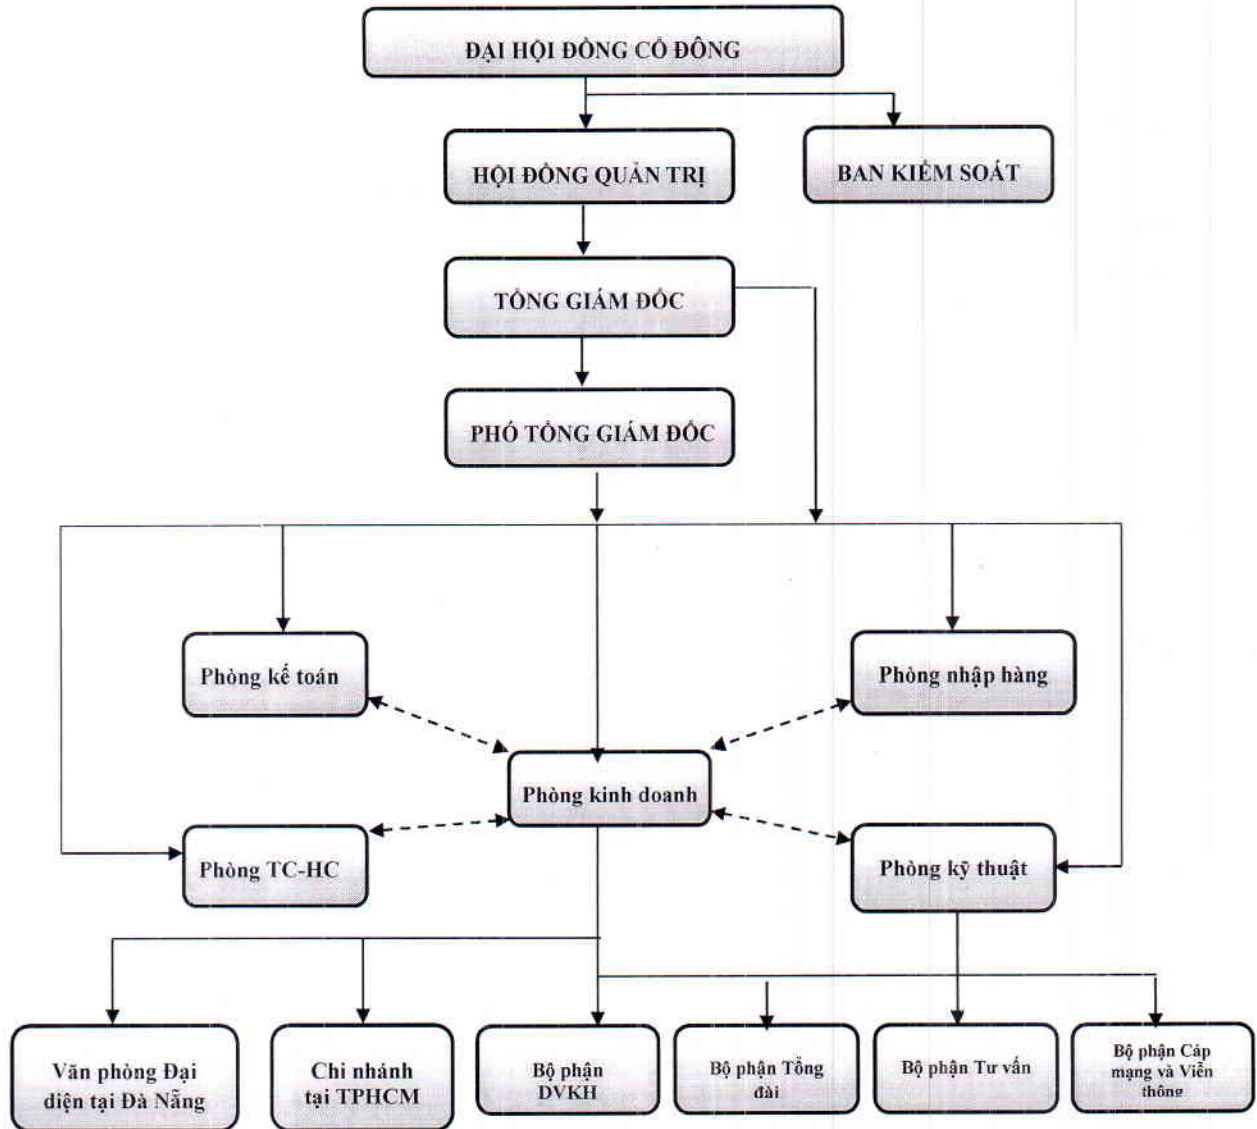 ĐẠI HỘI ĐỒNG CỔ ĐÔNG
HỘI ĐỒNG QUẢN TRỊ
BAN KIỂM SOÁT
TỔNG GIÁM ĐỐC
PHÓ TỔNG GIÁM ĐỐC
Phòng kế toán
Phòng nhập hàng
Phòng kinh doanh
Phòng TC-HC
Phòng kỹ thuật
Văn phòng Đại
diện tại Đà Nẵng
Chi nhánh
tại TPHCM
Bộ phận
DVKH
Bộ phận Tổng
đài
Bộ phận Tư vấn
Bộ phận Cáp
mạng và Viễn
thông